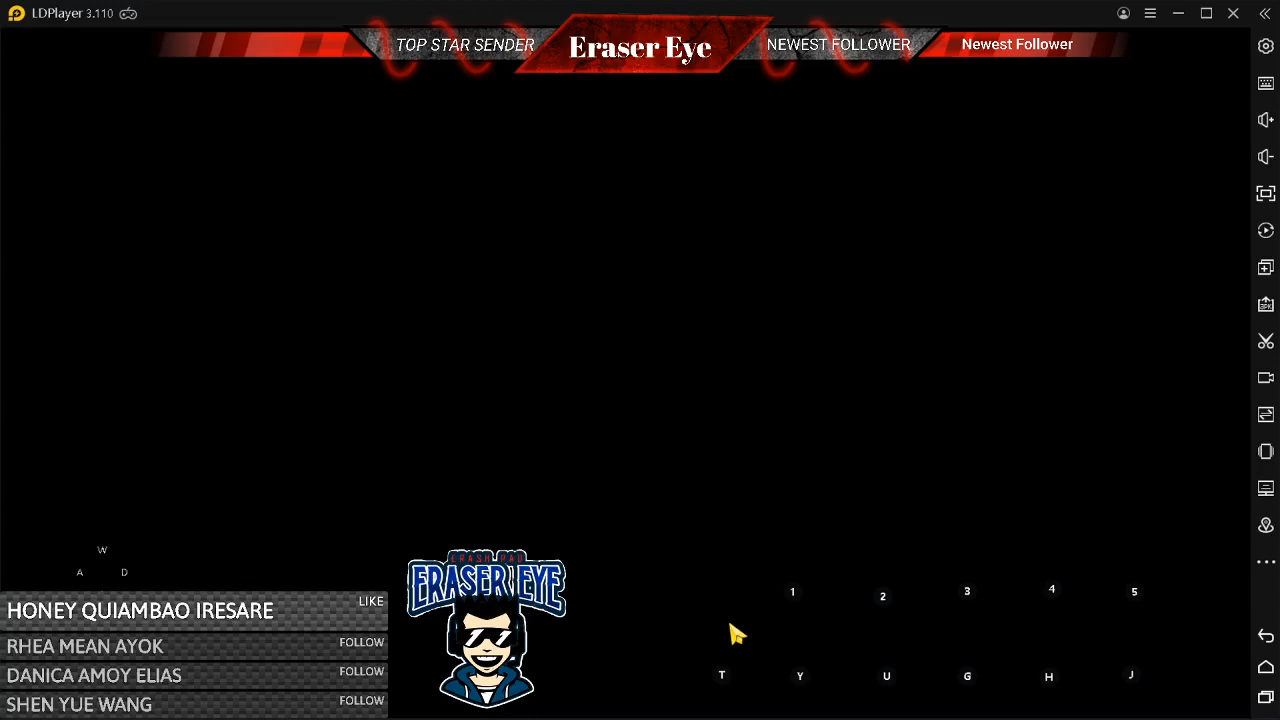 LDPlayer 3.110
TOP STAR SENDER
Eraser Eye
NEWEST FOLLOWER
Newest Follower
W
A D
HONEY QUIAMBAO IRESARE LIKE
RHEA MEAN AYOK FOLLOW
DANICA AMOY ELIAS FOLLOW
SHEN YUE WANG FOLLOW
ERASER EYE
1 2 3 4 5
T Y U G H J